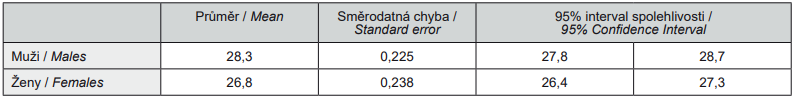 Průměr / Mean
Směrodatná chyba /
Standard error
95% interval spolehlivosti /
95% Confidence Interval
Muži / Males 28,3 0,225 27,8 28,7
Ženy / Females 26,8 0,238 26,4 27,3